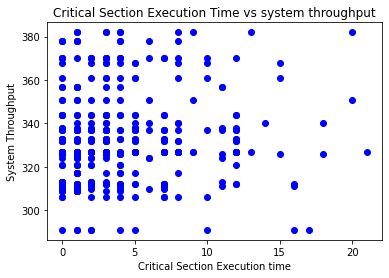 Critical Section Execution Time vs system throughput
380
360
340
320
300
System Throughput
0 5 10 15 20
Critical Section Execution time